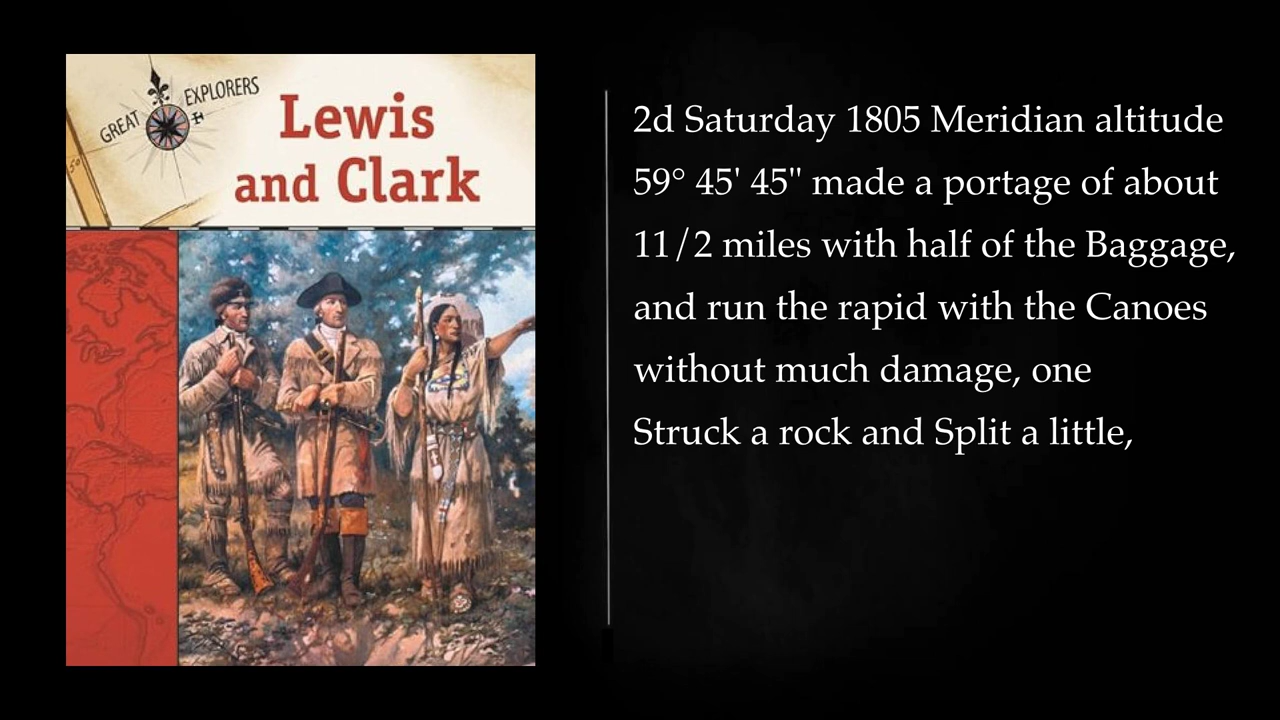 GREAT EXPLORERS
Lewis
and Clark
50
2d Saturday 1805 Meridian altitude
59° 45' 45" made a portage of about
11/2 miles with half of the Baggage,
and run the rapid with the Canoes
without much damage, one
Struck a rock and Split a little,